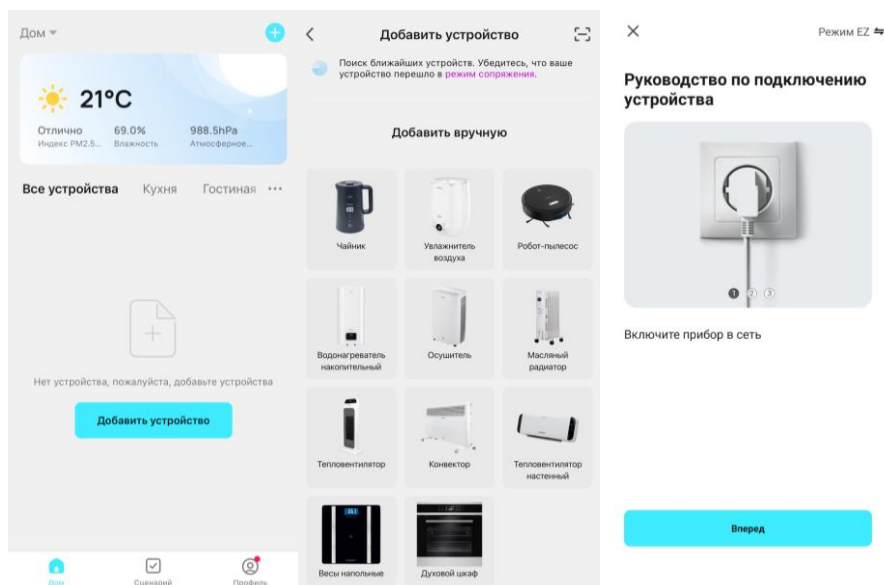 Дом
21°C
Отлично 69.0% 988.5hPa
Индекс PM2.5... Влажность Атмосферное...
Все устройства Кухня Гостиная ...
Нет устройства, пожалуйста, добавьте устройства
Добавить устройство
Дом Сценарий Профиль
Добавить устройство
Поиск ближайших устройств. Убедитесь, что ваше
устройство перешло в режим сопряжения.
Добавить вручную
Чайник
Увлажнитель
воздуха
Робот-пылесос
Водонагреватель
накопительный
Осушитель
Масляный
радиатор
Тепловентилятор
Конвектор
Тепловентилятор
настенный
Весы напольные
Духовой шкаф
Режим EZ
Руководство по подключению
устройства
1 2 3
Включите прибор в сеть
Вперед